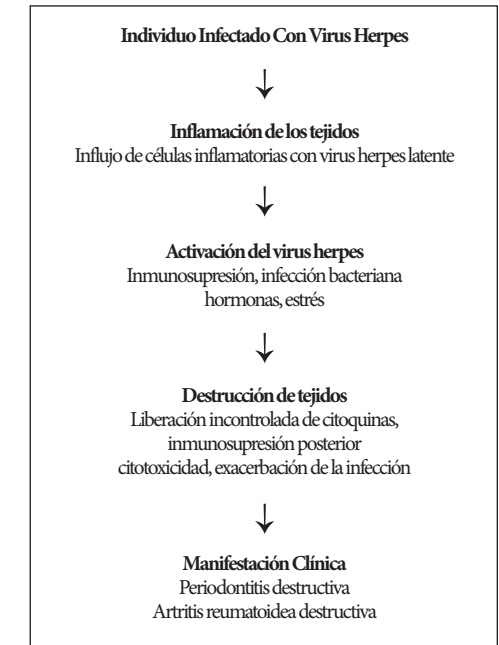 Individuo Infectado Con Virus Herpes
↓
Inflamación de los tejidos
Influjo de células inflamatorias con virus herpes latente
↓
Activación del virus herpes
Inmunosupresión, infección bacteriana
hormonas, estrés
↓
Destrucción de tejidos
Liberación incontrolada de citoquinas,
inmunosupresión posterior
citotoxicidad, exacerbación de la infección
↓
Manifestación Clínica
Periodontitis destructiva
Artritis reumatoidea destructiva